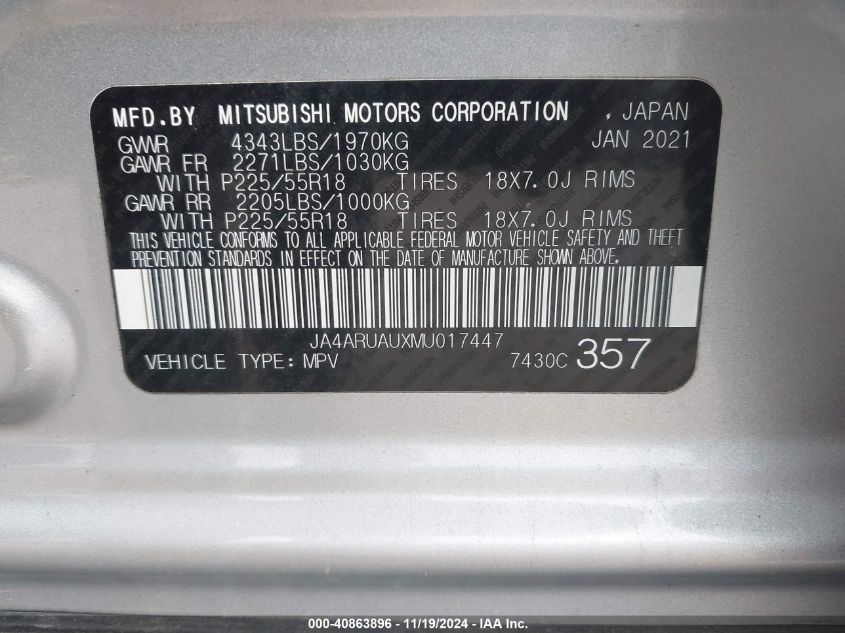 MFD.BY MITSUBISHI MOTORS CORPORATION , JAPAN
GVWR 4343LBS/1970KG JAN 2021
GAWR FR 2271LBS/1030KG
WITH P225/55R18 TIRES 18X7.0J RIMS
GAWR RR 2205LBS/1000KG
WITH P225/55R18 TIRES 18X7.0J RIMS
THIS VEHICLE CONFORMS TO ALL APPLICABLE FEDERAL MOTOR VEHICLE SAFETY AND THEFT
PREVENTION STANDARDS IN EFFECT ON THE DATE OF MANUFACTURE SHOWN ABOVE.
JA4ARUAUXMU017447
VEHICLE TYPE: MPV 7430C 357
000-40863896 - 11/19/2024 - IAA Inc.